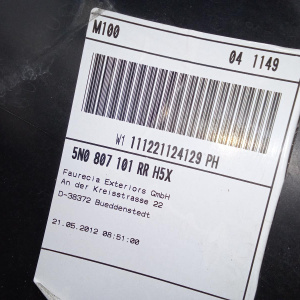 M100
04 1149
W1 111221124129 PH
5N0 807 101 RR H5X
Faurecia Exteriors GmbH
An der Kreisstrasse 22
D-38372 Bueddenstedt
21.05.2012 08:51:00